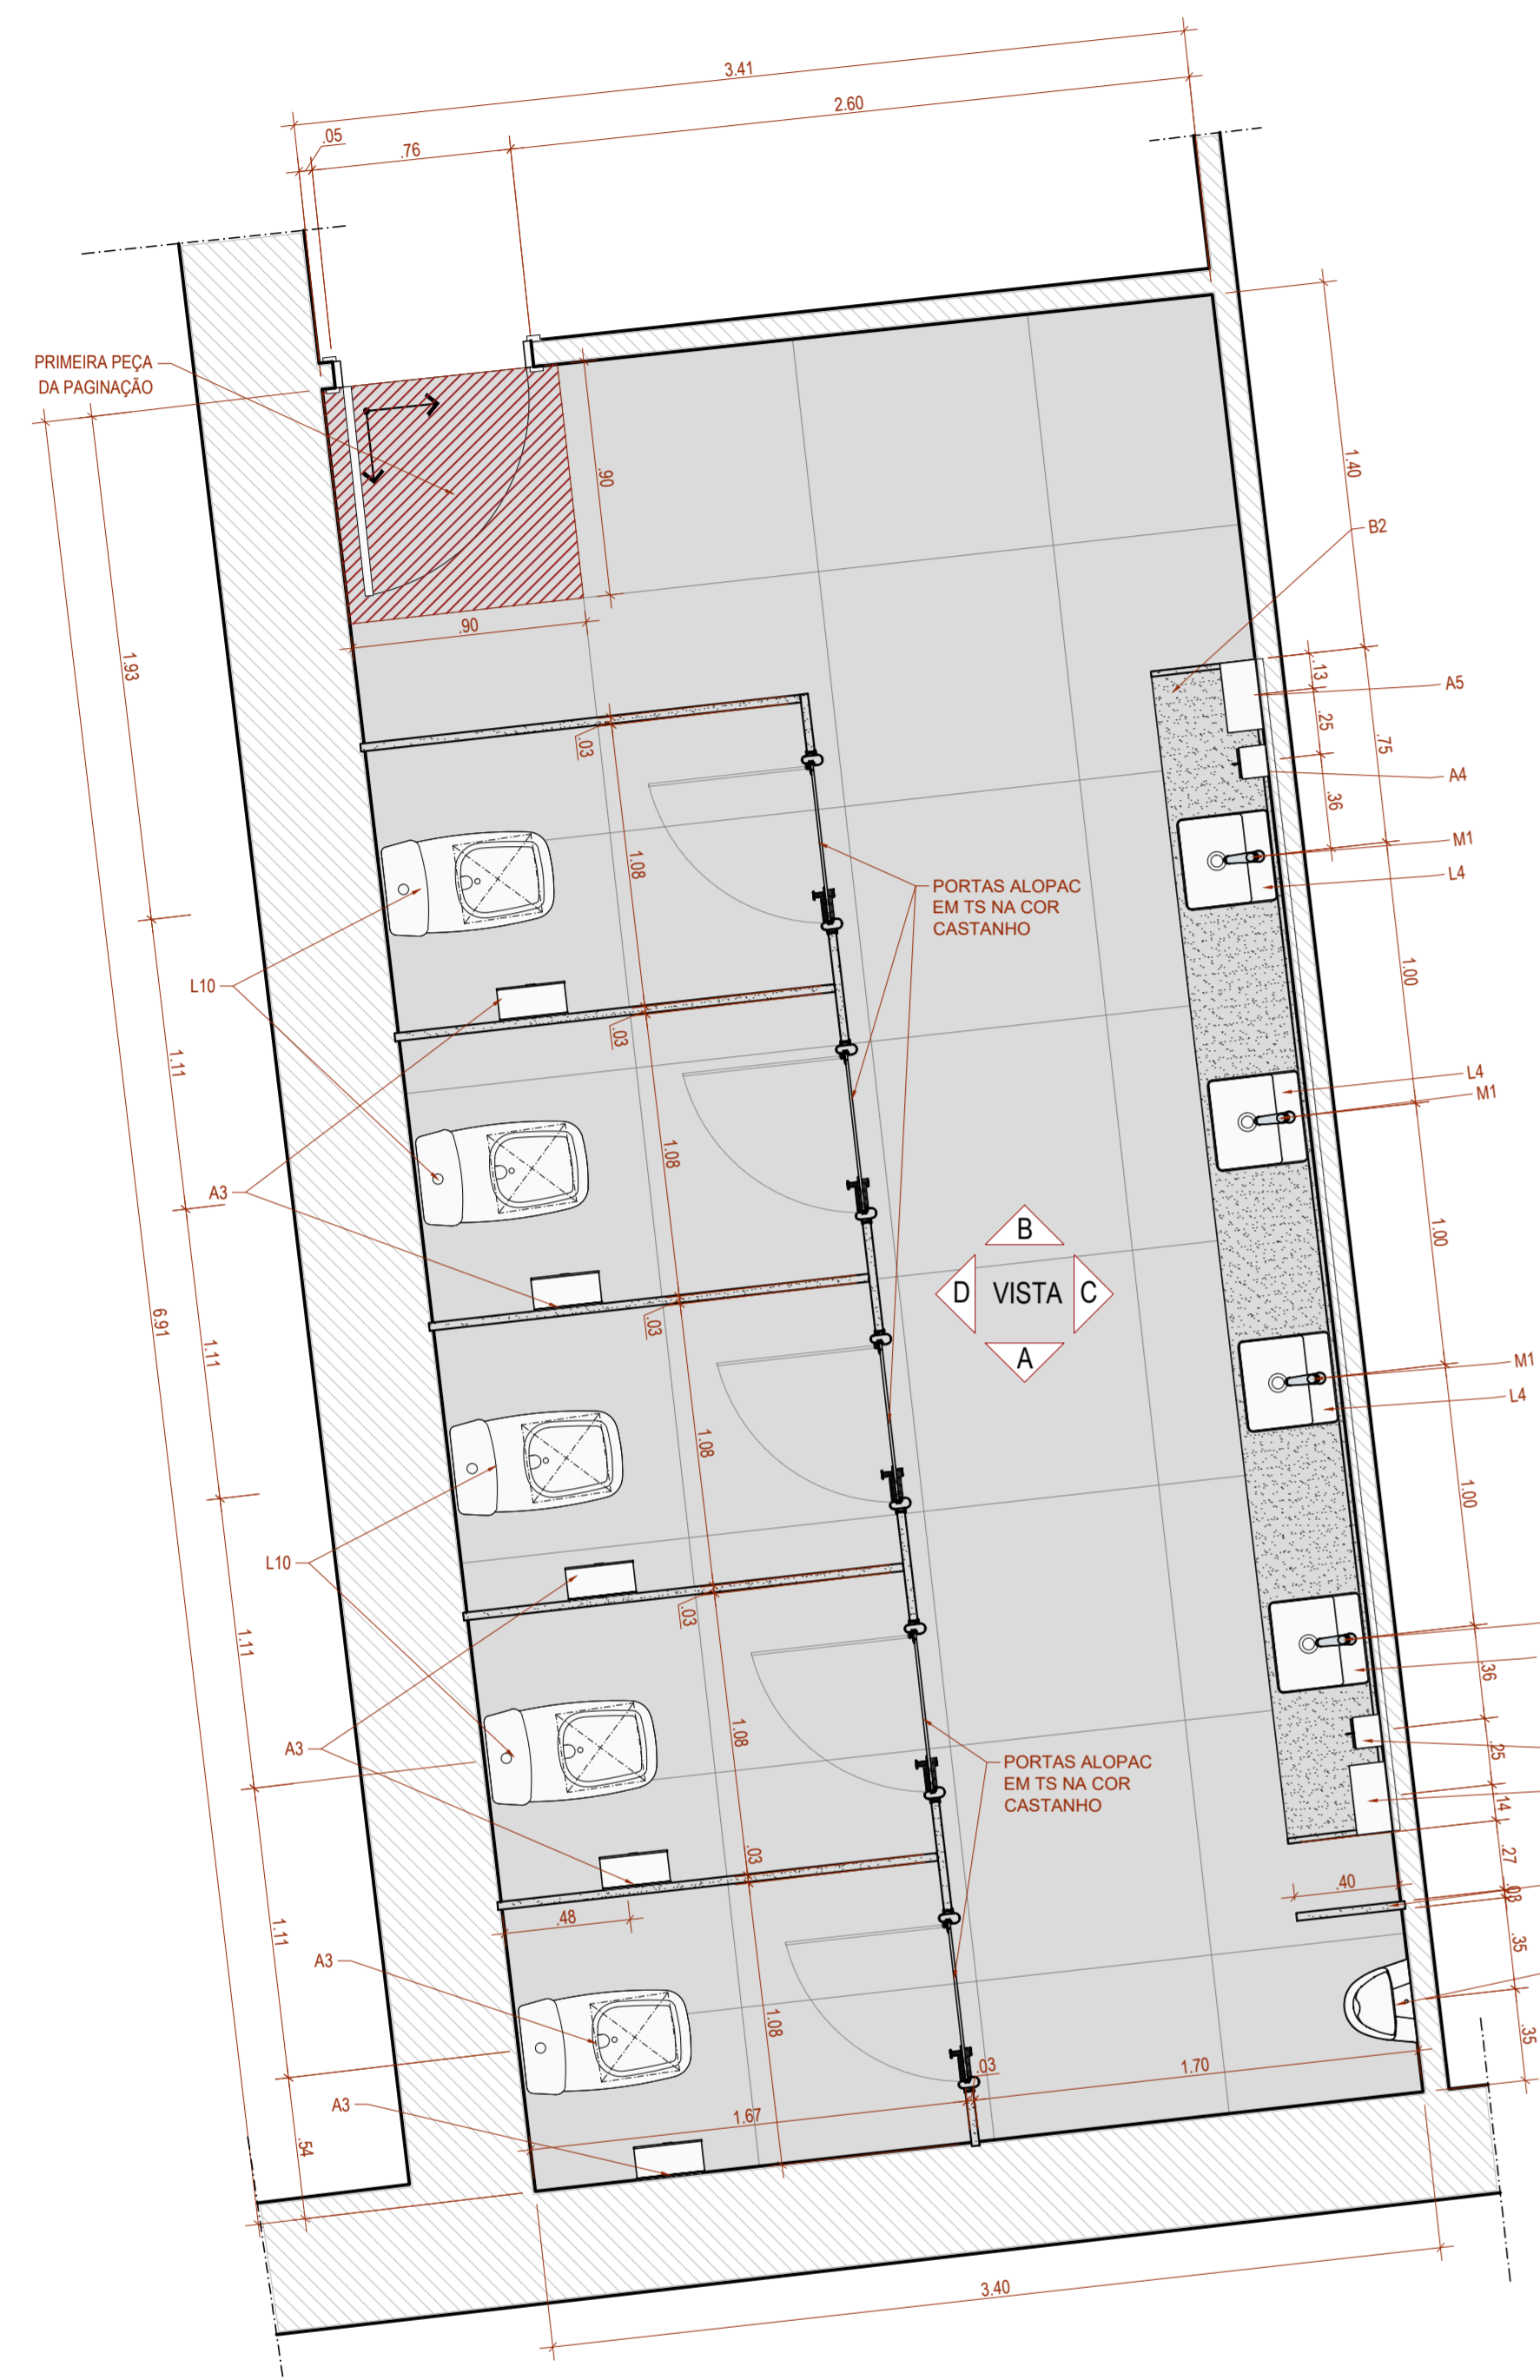 3.41
2.60
.05
.76
PRIMEIRA PEÇA
DA PAGINAÇÃO
.90
.90
1.40
B2
1.93
.13
A5
.25
.75
A4
.36
M1
L4
.03
1.08
PORTAS ALOPAC
EM TS NA COR
CASTANHO
L10
1.00
.03
1.11
L4
M1
1.08
A3
B
D VISTA C
A
1.00
.03
6.91
1.11
M1
L4
1.08
1.00
L10
.03
1.11
.36
1.08
A3
PORTAS ALOPAC
EM TS NA COR
CASTANHO
.25
.14
.03
.27
.40
.08
.48
1.11
.35
A3
1.08
.03
1.70
.35
A3
1.67
.54
3.40